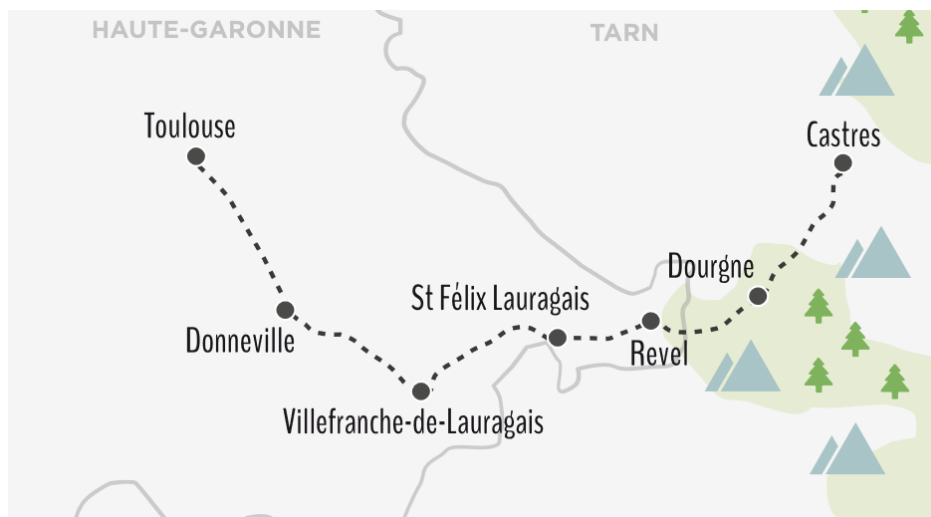 HAUTE-GARONNE
TARN
Toulouse
Castres
Dourgne
St Félix Lauragais
Donneville
Revel
Villefranche-de-Lauragais